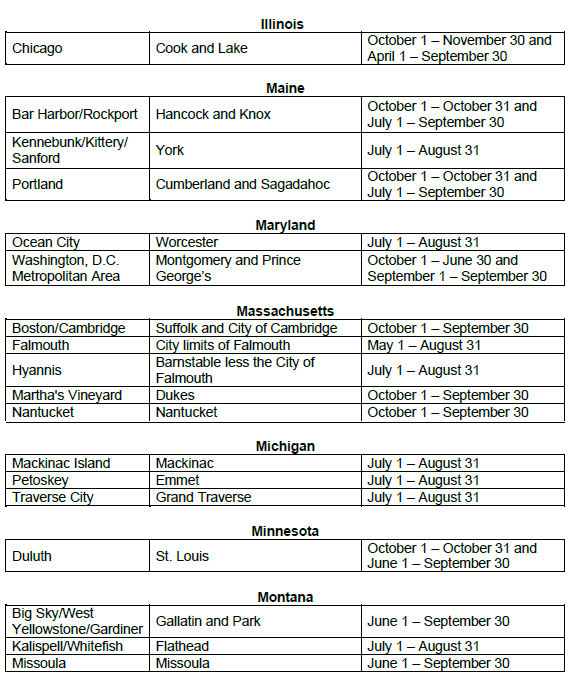 Illinois
Chicago Cook and Lake October 1 – November 30 and
April 1 – September 30
Maine
Bar Harbor/Rockport Hancock and Knox October 1 – October 31 and
July 1 – September 30
Kennebunk/Kittery/
Sanford York July 1 – August 31
Portland Cumberland and Sagadahoc October 1 – October 31 and
July 1 – September 30
Maryland
Ocean City Worcester July 1 – August 31
Washington, D.C. Montgomery and Prince October 1 – June 30 and
Metropolitan Area George's September 1 – September 30
Massachusetts
Boston/Cambridge Suffolk and City of Cambridge October 1 – September 30
Falmouth City limits of Falmouth May 1 – August 31
Hyannis Barnstable less the City of
Falmouth July 1 – August 31
Martha's Vineyard Dukes October 1 – September 30
Nantucket Nantucket October 1 – September 30
Michigan
Mackinac Island Mackinac July 1 – August 31
Petoskey Emmet July 1 – August 31
Traverse City Grand Traverse July 1 – August 31
Minnesota
Duluth St. Louis October 1 – October 31 and
June 1 – September 30
Montana
Big Sky/West
Yellowstone/Gardiner Gallatin and Park June 1 – September 30
Kalispell/Whitefish Flathead July 1 – August 31
Missoula Missoula June 1 – September 30